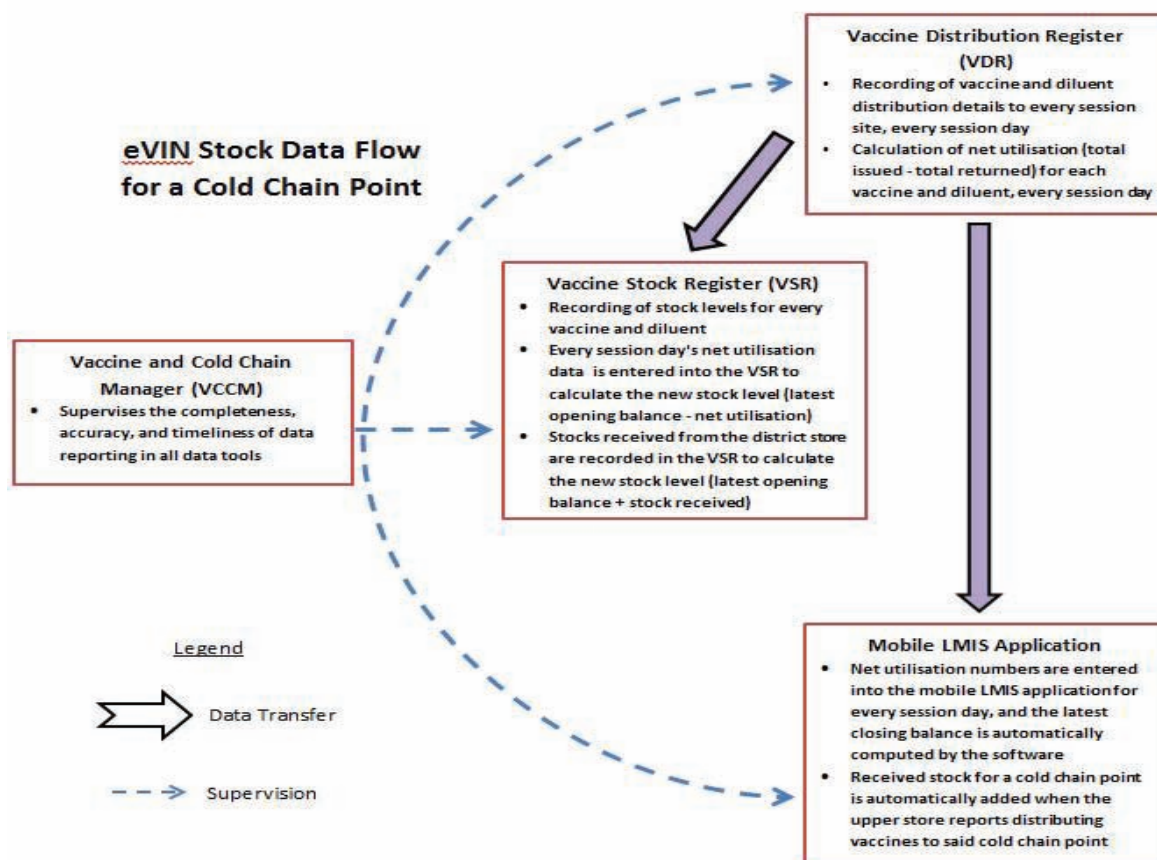 eVIN Stock Data Flow
for a Cold Chain Point
Vaccine Distribution Register
(VDR)
• Recording of vaccine and diluent
distribution details to every session
site, every session day
• Calculation of net utilisation (total
issued - total returned) for each
vaccine and diluent, every session day
Vaccine Stock Register (VSR)
• Recording of stock levels for every
vaccine and diluent
• Every session day's net utilisation
data is entered into the VSR to
calculate the new stock level (latest
opening balance - net utilisation)
• Stocks received from the district store
are recorded in the VSR to calculate
the new stock level (latest opening
balance + stock received)
Vaccine and Cold Chain
Manager (VCCM)
• Supervises the completeness,
accuracy, and timeliness of data
reporting in all data tools
Mobile LMIS Application
• Net utilisation numbers are entered
into the mobile LMIS application for
every session day, and the latest
closing balance is automatically
computed by the software
• Received stock for a cold chain point
is automatically added when the
upper store reports distributing
vaccines to said cold chain point
Legend
Data Transfer
Supervision